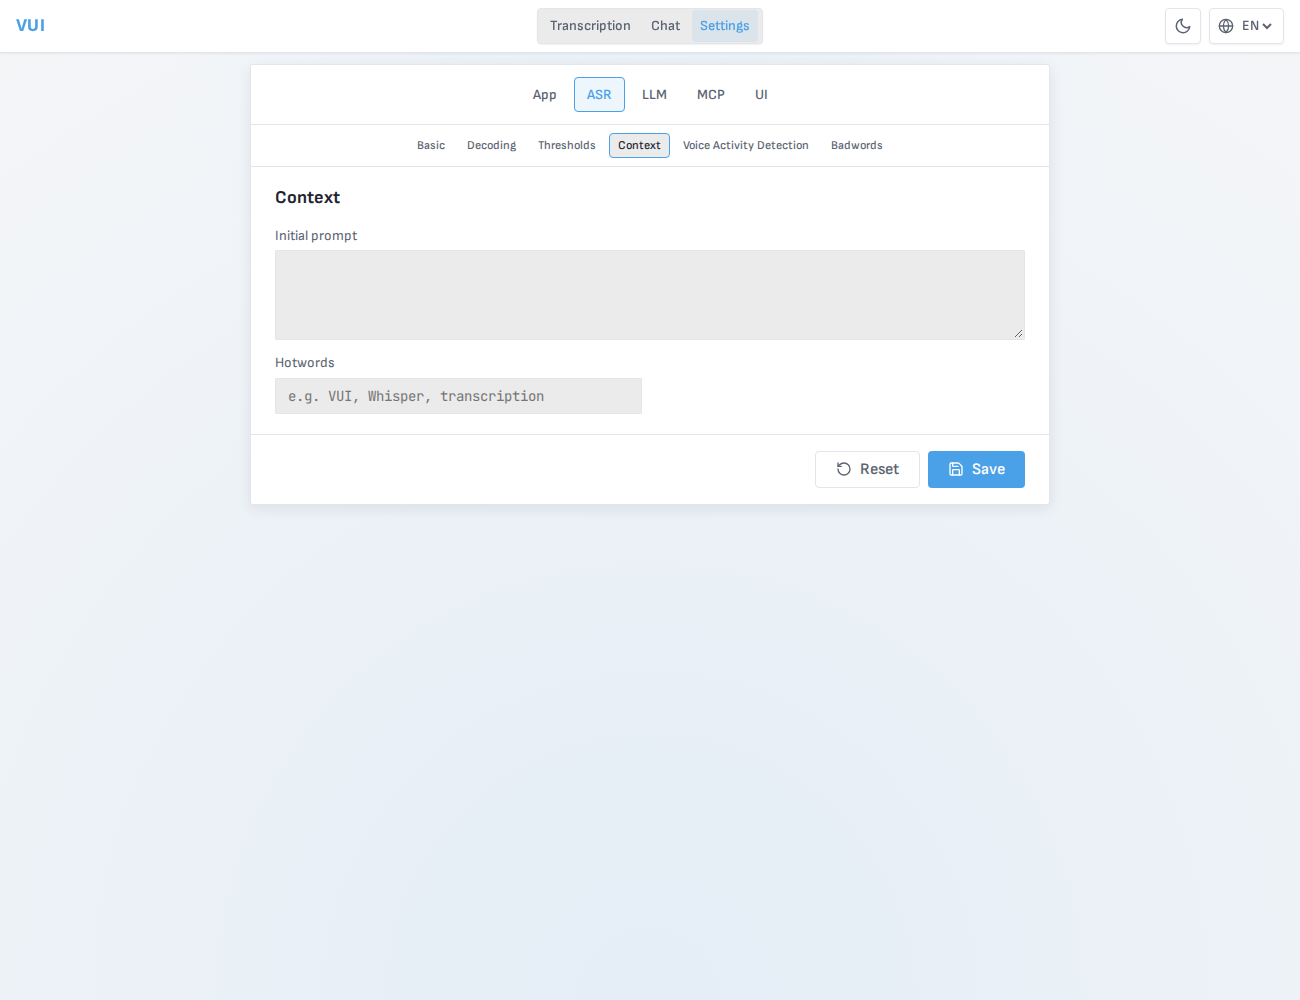 VUI
Transcription Chat Settings
EN
App ASR LLM MCP UI
Basic Decoding Thresholds Context Voice Activity Detection Badwords
Context
Initial prompt
Hotwords
e.g. VUI, Whisper, transcription
Reset Save